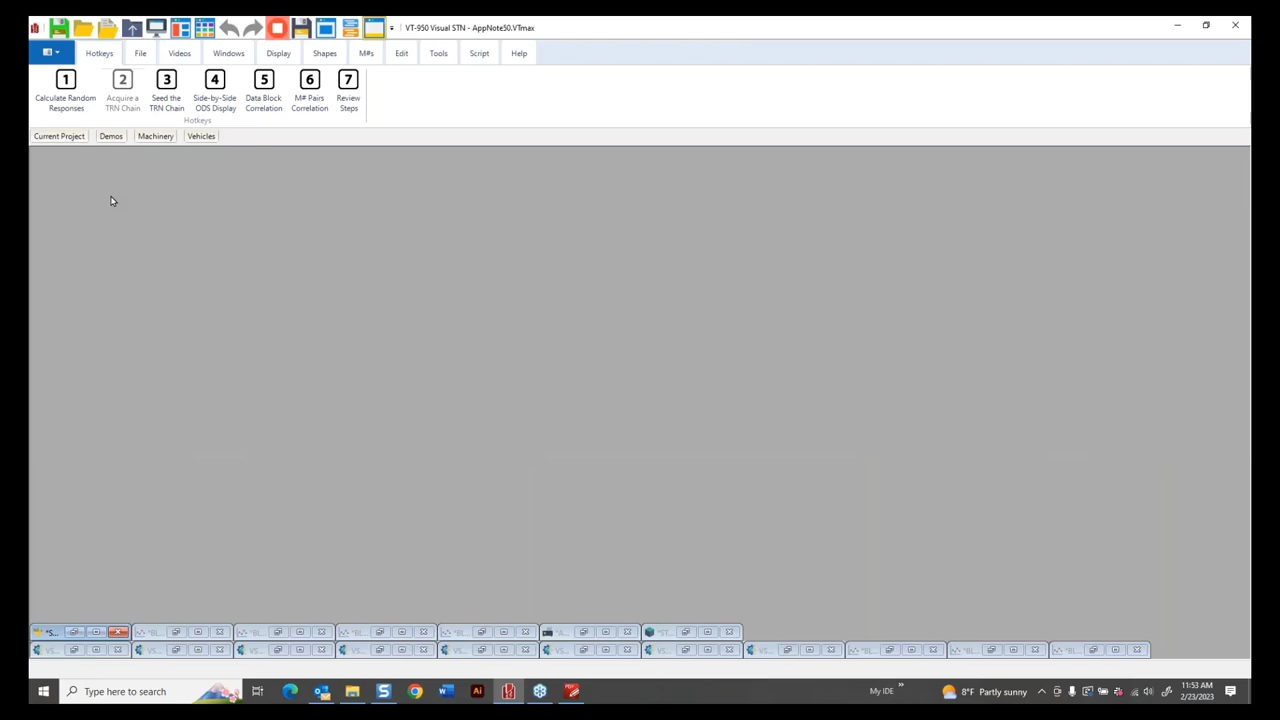 VT-950 Visual STN - AppNote50.VTmax
Hotkeys File Videos Windows Display Shapes M#s Edit Tools Script Help
1 2 3 4 5 6 7
Calculate Random Acquire a Seed the Side-by-Side Data Block M# Pairs Review
Responses TRN Chain TRN Chain ODS Display Correlation Correlation Steps
Hotkeys
Current Project Demos Machinery Vehicles
Type here to search
My IDE
8°F Partly sunny
11:53 AM
2/23/2023